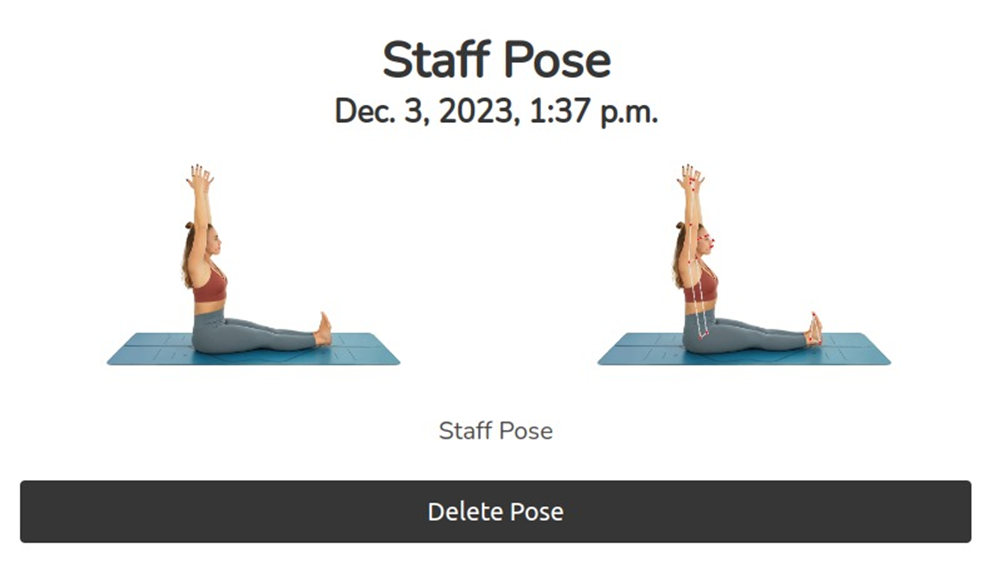 Staff Pose
Dec. 3, 2023, 1:37 p.m.
Staff Pose
Delete Pose